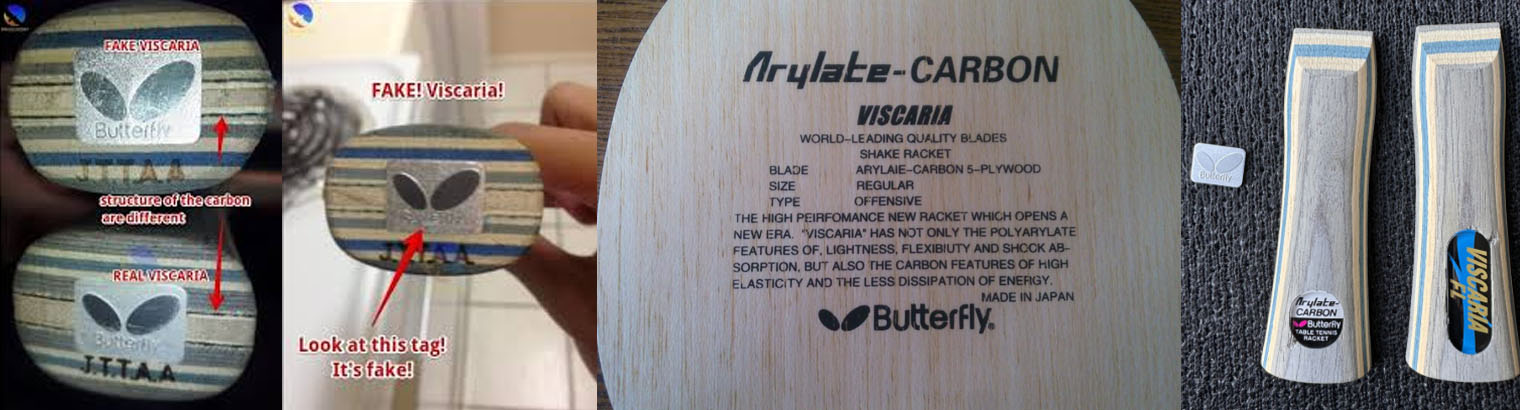 FAKE VISCARIA
Butterfly
J.T.T.A.A
structure of the carbon
are different
REAL VISCARIA
Butterfly
J.T.T.A.A
FAKE! Viscaria!
J.T.T.A.A
Look at this tag!
It's fake!
Arylate-CARBON
VISCARIA
WORLD-LEADING QUALITY BLADES
SHAKE RACKET
BLADE ARYLAIE-CARBON 5-PLYWOOD
SIZE REGULAR
TYPE OFFENSIVE
THE HIGH PEIRFOMANCE NEW RACKET WHICH OPENS A
NEW ERA. "VISCARIA" HAS NOT ONLY THE POLYARYLATE
FEATURES OF, LIGHTNESS, FLEXIBIUTY AND SHOCK AB-
SORPTION, BUT ALSO THE CARBON FEATURES OF HIGH
ELASTICITY AND THE LESS DISSIPATION OF ENERGY.
MADE IN JAPAN
Butterfly®
Butterfly
Arylate-
CARBON
Butterfly
TABLE TENNIS
RACKET
VISCARIA
FL